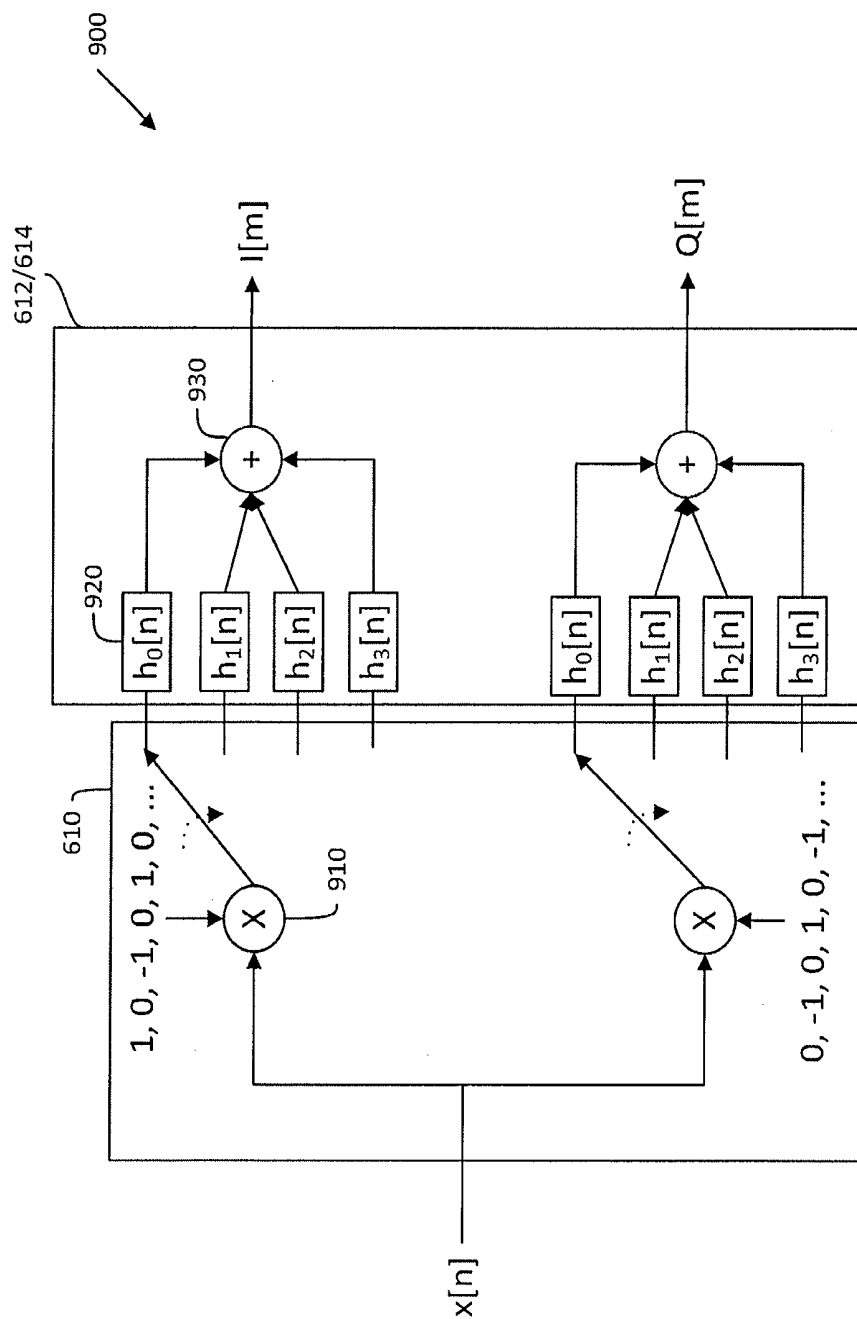 900
612/614
610
1, 0, -1, 0, 1, 0, ...
920
h₀[n]
h₁[n]
h₂[n]
h₃[n]
930
+
I[m]
X
910
x[n]
h₀[n]
h₁[n]
h₂[n]
h₃[n]
+
Q[m]
X
0, -1, 0, 1, 0, -1, ...